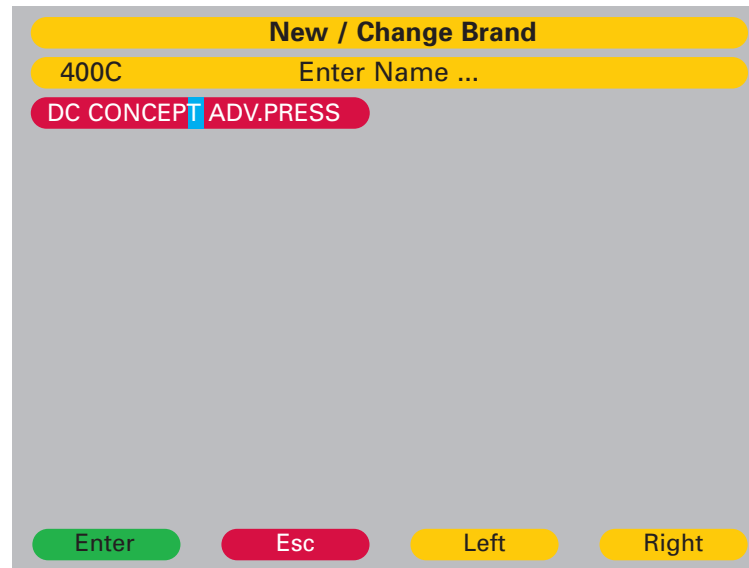 New / Change Brand
400C Enter Name ...
DC CONCEPT ADV.PRESS
Enter Esc Left Right